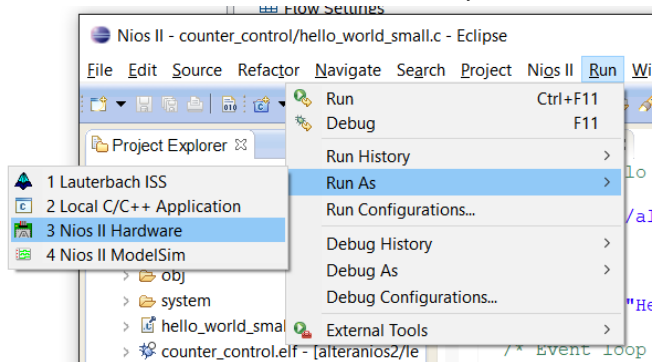 Flow Settings
Nios II - counter_control/hello_world_small.c - Eclipse
File Edit Source Refactor Navigate Search Project Nios II Run
Run Ctrl+F11
Debug F11
Project Explorer
Run History
1 Lauterbach ISS
Run As
2 Local C/C++ Application
Run Configurations...
3 Nios II Hardware
Debug History
4 Nios II ModelSim
obj
Debug As
system
Debug Configurations...
External Tools
counter_control.elf - [alteranios2/le
/* Event loop